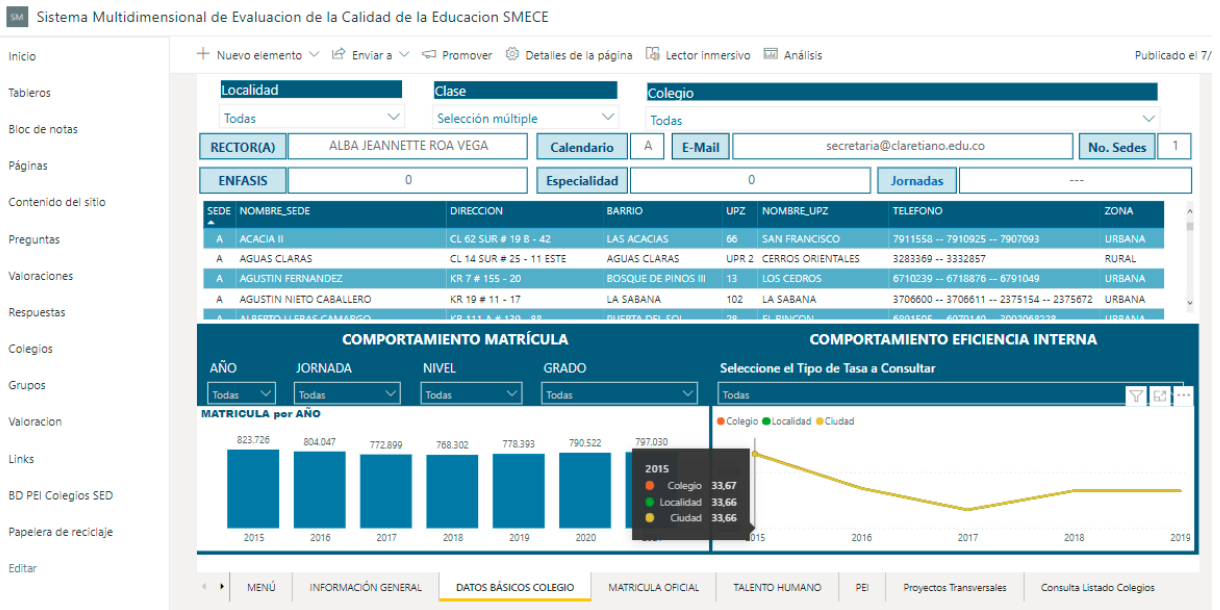 SM Sistema Multidimensional de Evaluacion de la Calidad de la Educacion SMECE
Inicio
Tableros
Bloc de notas
Páginas
Contenido del sitio
Preguntas
Valoraciones
Respuestas
Colegios
Grupos
Valoracion
Links
BD PEI Colegios SED
Papelera de reciclaje
Editar
Nuevo elemento Enviar a Promover Detalles de la página Lector inmersivo Análisis Publicado el 7/
Localidad Clase Colegio
Todas Selección múltiple Todas
RECTOR(A) ALBA JEANNETTE ROA VEGA Calendario A E-Mail secretaria@claretiano.edu.co No. Sedes 1
ENFASIS 0 Especialidad 0 Jornadas ---
SEDE NOMBRE_SEDE DIRECCION BARRIO UPZ NOMBRE_UPZ TELEFONO ZONA
A ACACIA II CL 62 SUR # 19 B - 42 LAS ACACIAS 66 SAN FRANCISCO 7911558 -- 7910925 -- 7907093 URBANA
A AGUAS CLARAS CL 14 SUR # 25 - 11 ESTE AGUAS CLARAS UPR 2 CERROS ORIENTALES 3283369 -- 3332857 RURAL
A AGUSTIN FERNANDEZ KR 7 # 155 - 20 BOSQUE DE PINOS III 13 LOS CEDROS 6710239 -- 6718876 -- 6791049 URBANA
A AGUSTIN NIETO CABALLERO KR 19 # 11 - 17 LA SABANA 102 LA SABANA 3706600 -- 3706611 -- 2375154 -- 2375672 URBANA
A ALBERTO LLERAS CAMARGO PUERTA DEL SOL 28 EL RINCON URBANA
COMPORTAMIENTO MATRÍCULA COMPORTAMIENTO EFICIENCIA INTERNA
AÑO JORNADA NIVEL GRADO Seleccione el Tipo de Tasa a Consultar
Todas Todas Todas Todas Todas
MATRICULA por AÑO
823.726 804.047 772.899 768.302 778.393 790.522 797.030
2015 2016 2017 2018 2019 2020
Colegio Localidad Ciudad
2015
Colegio 33,67
Localidad 33,66
Ciudad 33,66
2015 2016 2017 2018 2019
MENÚ INFORMACIÓN GENERAL DATOS BÁSICOS COLEGIO MATRICULA OFICIAL TALENTO HUMANO PEI Proyectos Transversales Consulta Listado Colegios